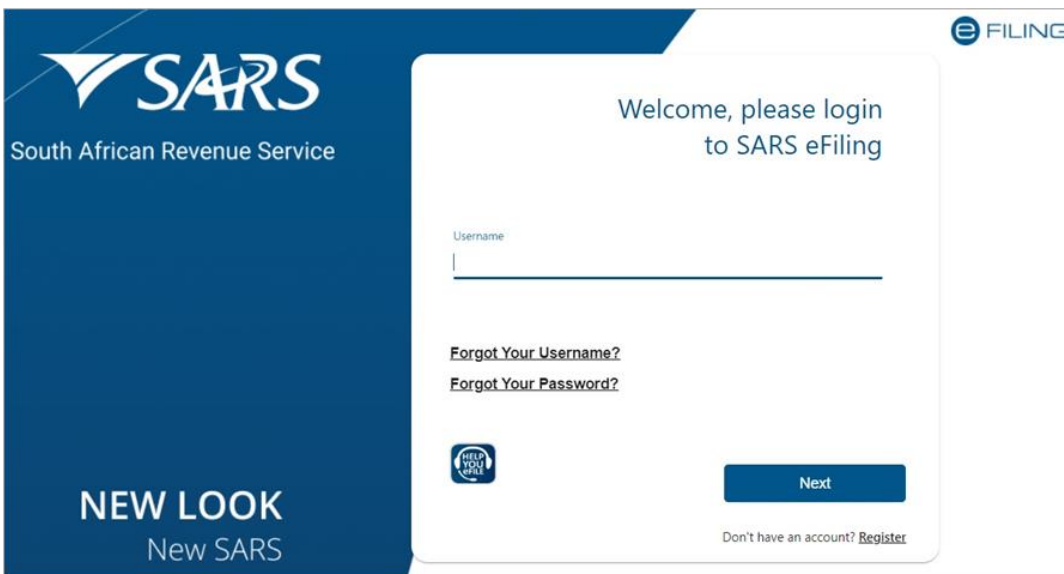 SARS
South African Revenue Service
NEW LOOK
New SARS
e FILING
Welcome, please login
to SARS eFiling
Username
Forgot Your Username?
Forgot Your Password?
HELP
YOU
eFILE
Next
Don't have an account? Register